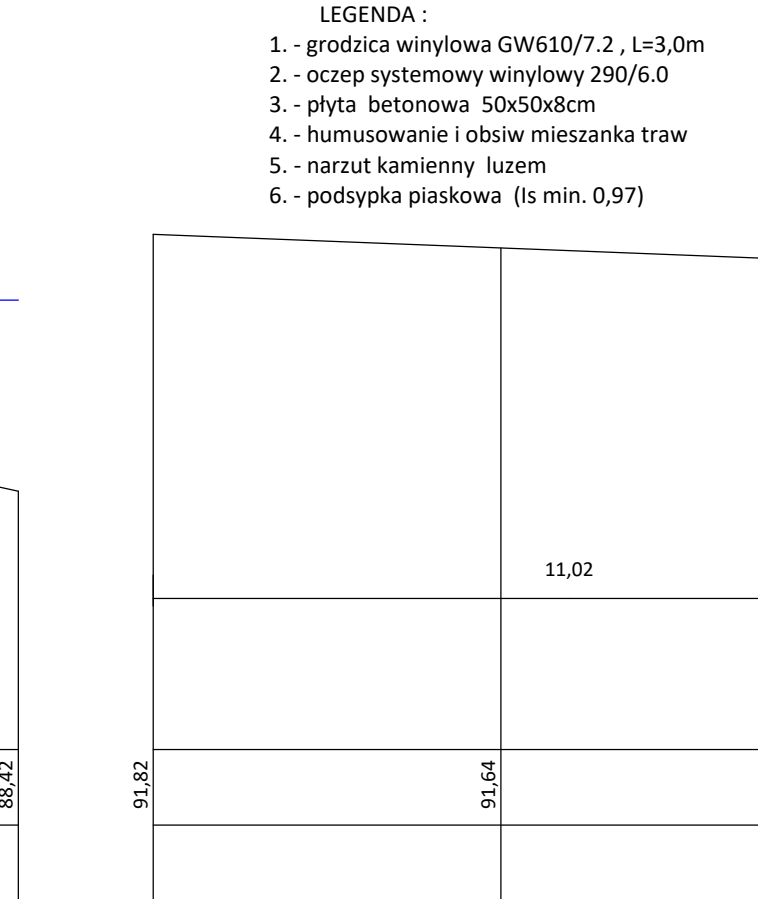 LEGENDA :
1. - grodzica winylowa GW610/7.2 , L=3,0m
2. - oczep systemowy winylowy 290/6.0
3. - płyta betonowa 50x50x8cm
4. - humusowanie i obsiw mieszanka traw
5. - narzut kamienny luzem
6. - podsypka piaskowa (Is min. 0,97)
11,02
88,42
91,82
91,64